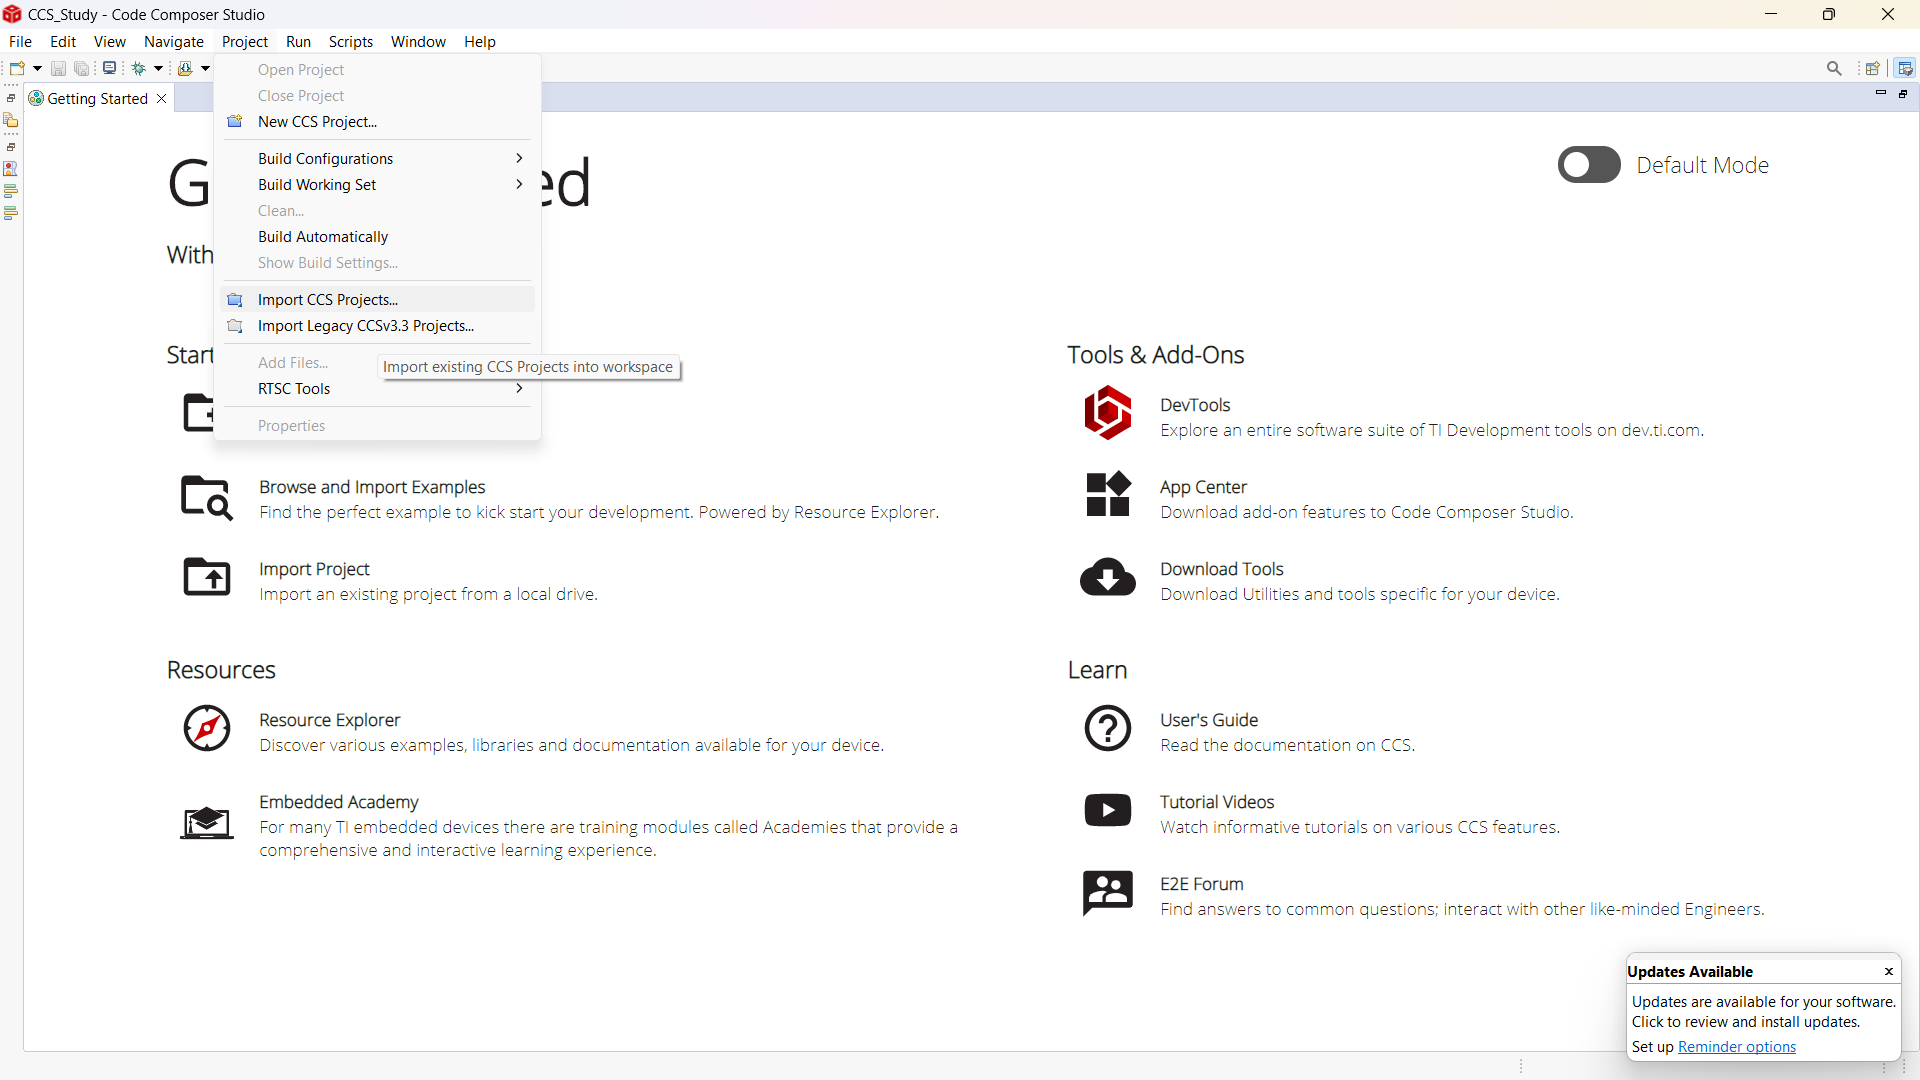 CCS_Study - Code Composer Studio
File Edit View Navigate Project Run Scripts Window Help
Getting Started
Open Project
Close Project
New CCS Project...
Build Configurations
Build Working Set
Clean...
Build Automatically
Show Build Settings...
Import CCS Projects...
Import Legacy CCSv3.3 Projects...
Add Files...
Import existing CCS Projects into workspace
RTSC Tools
Properties
G
ed
Default Mode
With
Start
Browse and Import Examples
Find the perfect example to kick start your development. Powered by Resource Explorer.
Import Project
Import an existing project from a local drive.
Tools & Add-Ons
DevTools
Explore an entire software suite of TI Development tools on dev.ti.com.
App Center
Download add-on features to Code Composer Studio.
Download Tools
Download Utilities and tools specific for your device.
Resources
Resource Explorer
Discover various examples, libraries and documentation available for your device.
Embedded Academy
For many TI embedded devices there are training modules called Academies that provide a
comprehensive and interactive learning experience.
Learn
User's Guide
Read the documentation on CCS.
Tutorial Videos
Watch informative tutorials on various CCS features.
E2E Forum
Find answers to common questions; interact with other like-minded Engineers.
Updates Available
Updates are available for your software.
Click to review and install updates.
Set up Reminder options